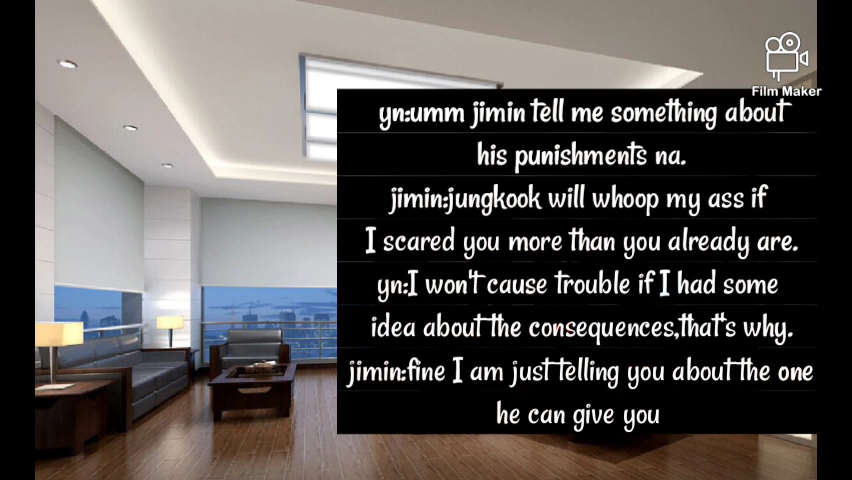 Film Maker
yn:umm jimin tell me something about
his punishments na.
jimin:jungkook will whoop my ass if
I scared you more than you already are.
yn:I won't cause trouble if I had some
idea about the consequences,that's why.
jimin:fine I am just telling you about the one
he can give you